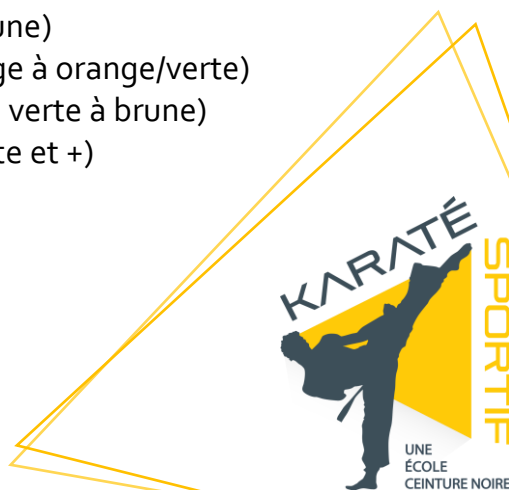 une)
ge à orange/verte)
verte à brune)
te et +)
KARATÉ
SPORTIF
UNE
ÉCOLE
CEINTURE NOIRE